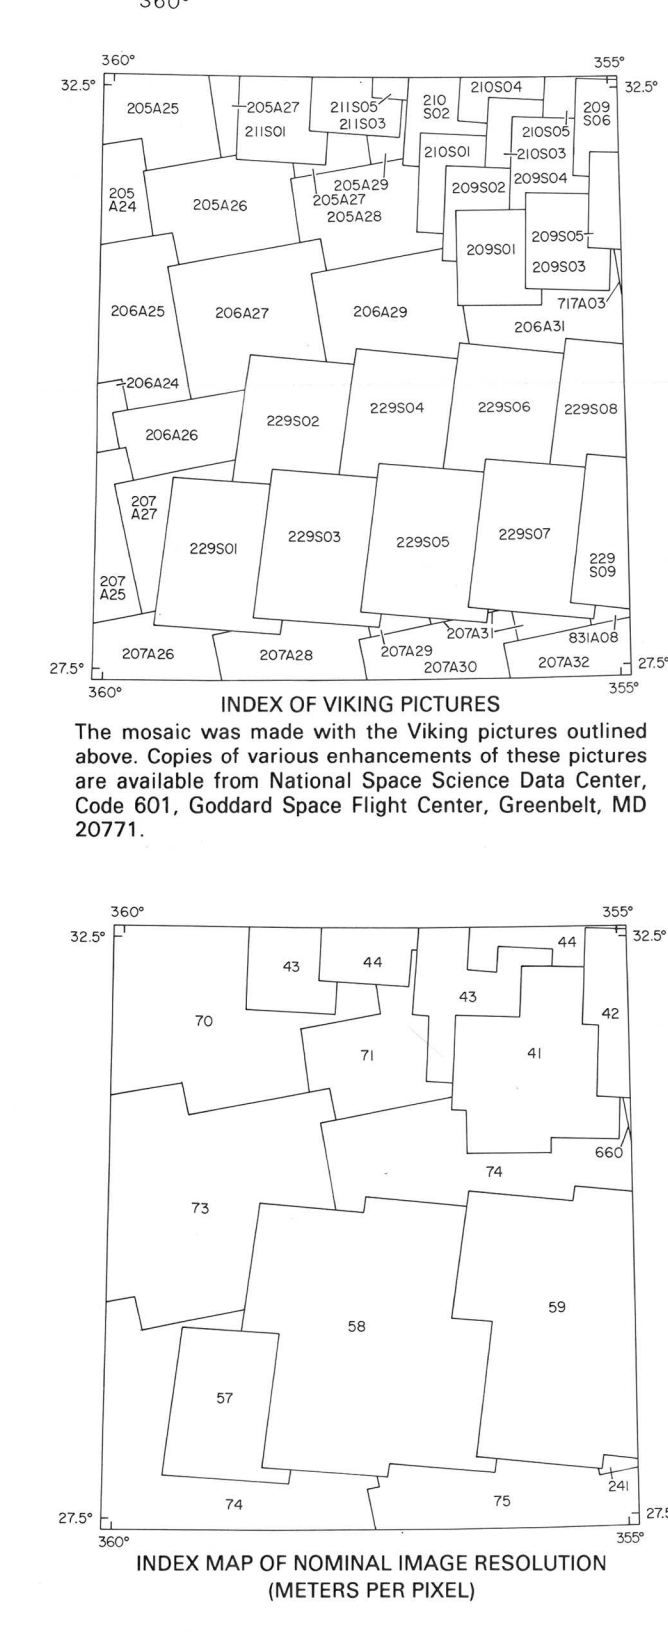 360°
360°
355°
32.5°
32.5°
205A25
205A27
211S01
211S05
211S03
210
S02
210S04
209
S06
210S05
210S01
210S03
205
A24
205A26
205A29
205A27
205A28
209S02
209S04
209S01
209S05
209S03
717A03
206A25
206A27
206A29
206A31
206A24
206A26
229S02
229S04
229S06
229S08
207
A27
229S01
229S03
229S05
229S07
229
S09
207
A25
207A31
831A08
207A26
207A28
207A29
207A30
207A32
27.5°
27.5°
360°
355°
INDEX OF VIKING PICTURES
The mosaic was made with the Viking pictures outlined
above. Copies of various enhancements of these pictures
are available from National Space Science Data Center,
Code 601, Goddard Space Flight Center, Greenbelt, MD
20771.
360°
355°
32.5°
32.5°
43
44
44
43
42
70
71
41
660
74
73
58
59
57
241
74
75
27.5°
27.5
360°
355°
INDEX MAP OF NOMINAL IMAGE RESOLUTION
(METERS PER PIXEL)